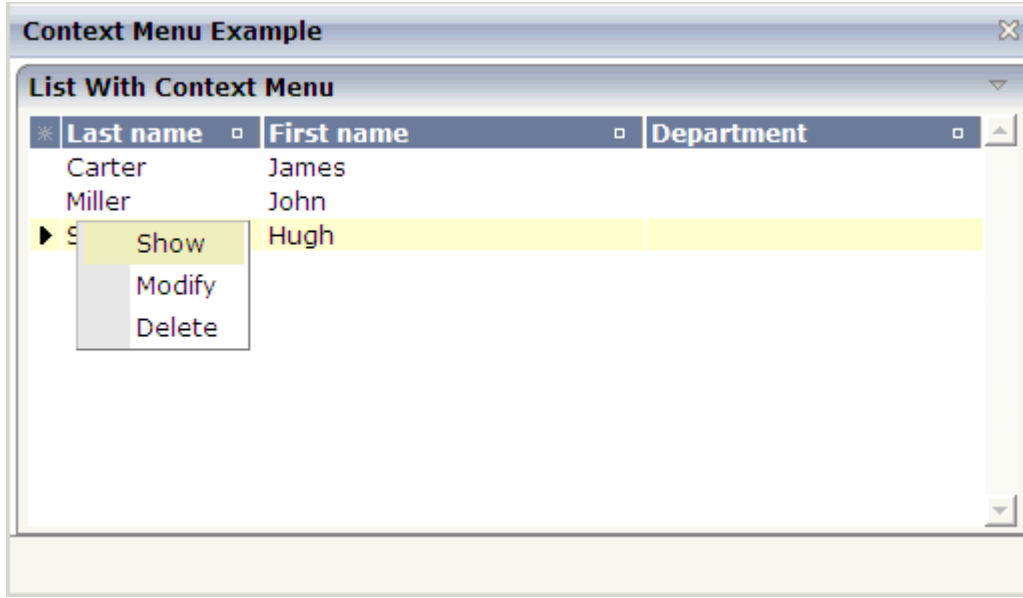 Context Menu Example
List With Context Menu
Last name First name Department
Carter James
Miller John
Hugh
Show
Modify
Delete